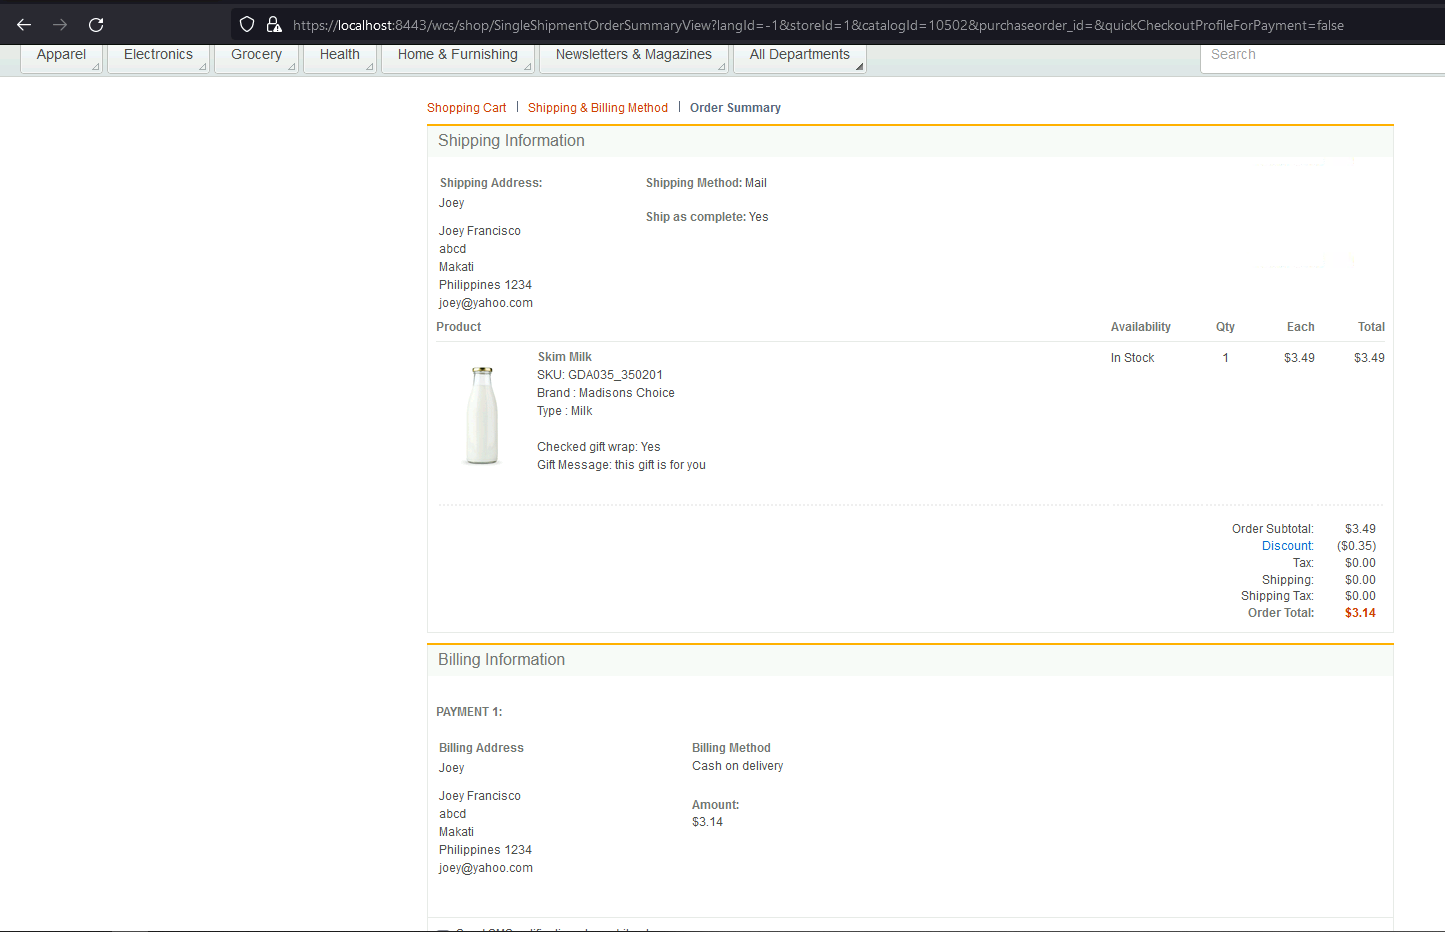 https://localhost:8443/wcs/shop/SingleShipmentOrderSummaryView?langId=-1&storeId=1&catalogId=10502&purchaseorder_id=&quickCheckoutProfileForPayment=false
Apparel Electronics Grocery Health Home & Furnishing Newsletters & Magazines All Departments Search
Shopping Cart | Shipping & Billing Method | Order Summary
Shipping Information
Shipping Address: Shipping Method: Mail
Joey
Ship as complete: Yes
Joey Francisco
abcd
Makati
Philippines 1234
joey@yahoo.com
Product Availability Qty Each Total
Skim Milk In Stock 1 $3.49 $3.49
SKU: GDA035_350201
Brand : Madisons Choice
Type : Milk
Checked gift wrap: Yes
Gift Message: this gift is for you
Order Subtotal: $3.49
Discount: ($0.35)
Tax: $0.00
Shipping: $0.00
Shipping Tax: $0.00
Order Total: $3.14
Billing Information
PAYMENT 1:
Billing Address Billing Method
Joey Cash on delivery
Joey Francisco Amount:
abcd $3.14
Makati
Philippines 1234
joey@yahoo.com